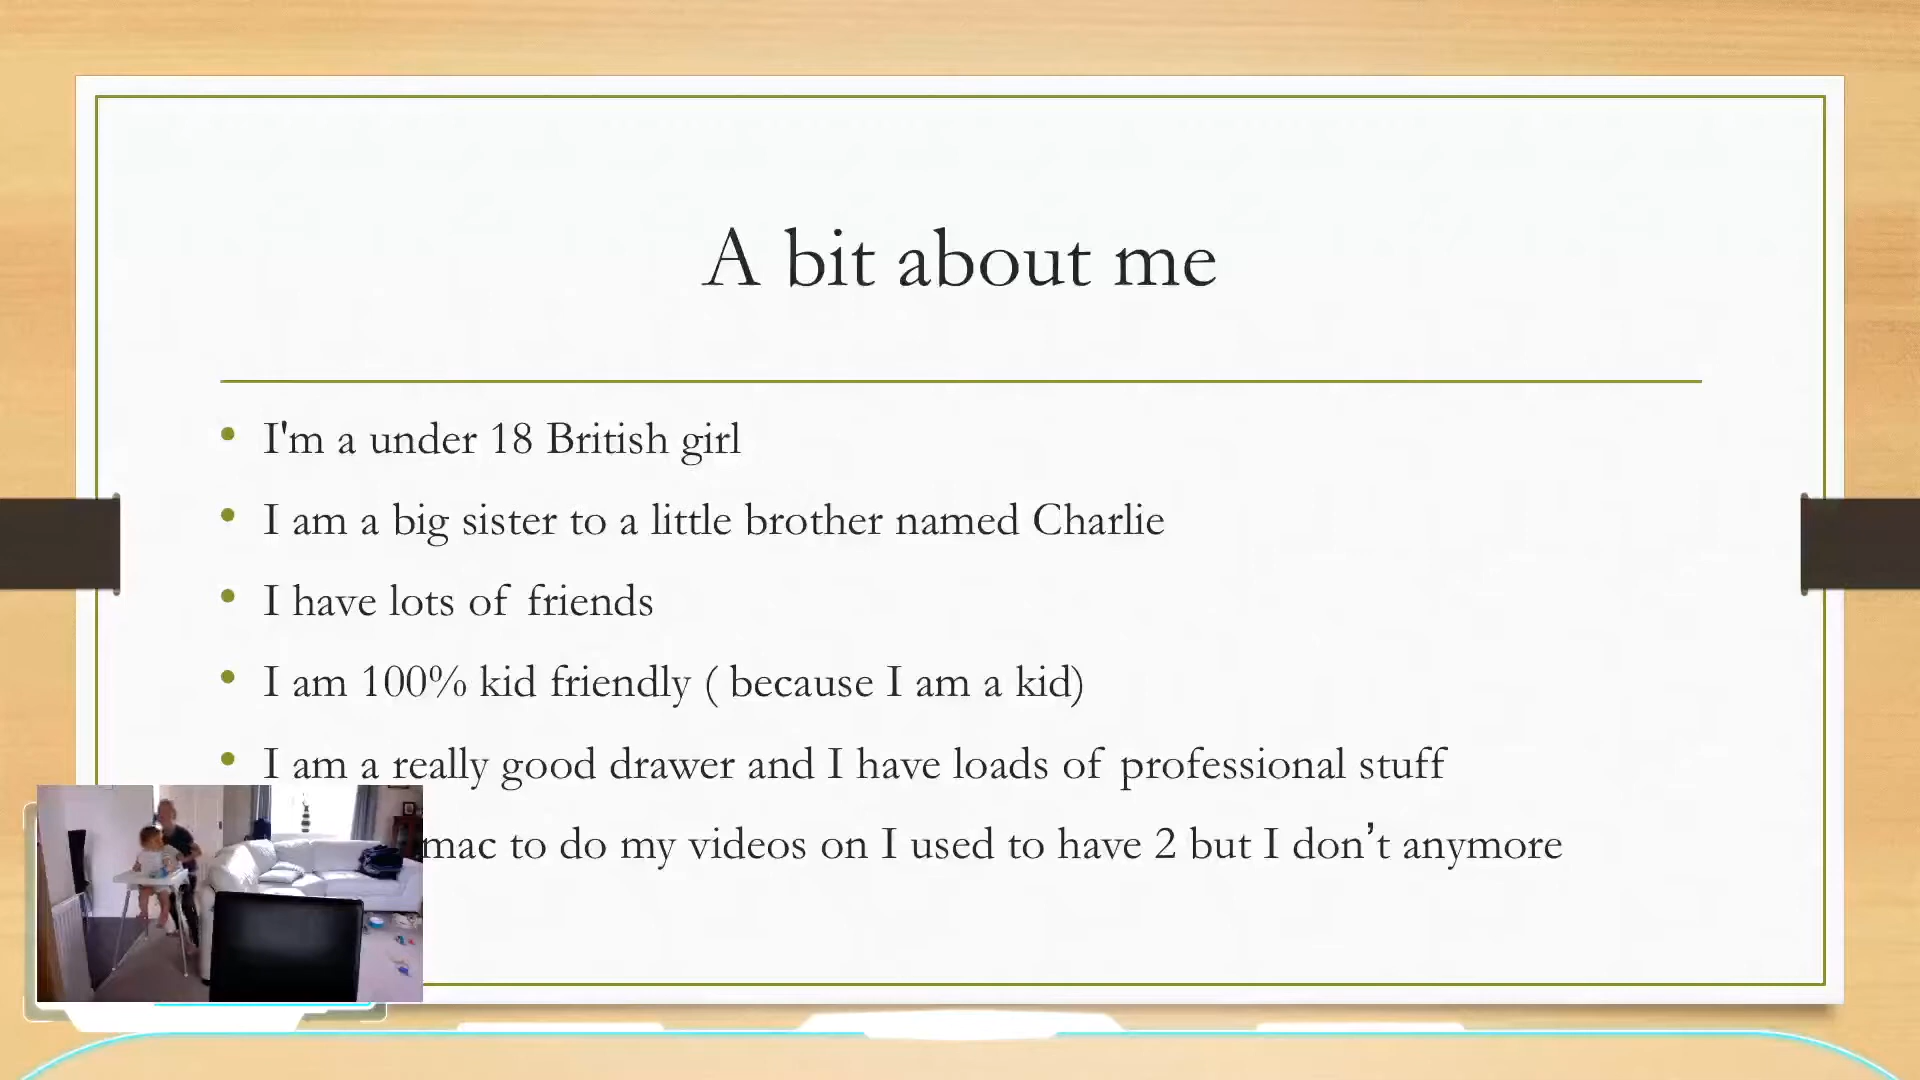 A bit about me
I'm a under 18 British girl
I am a big sister to a little brother named Charlie
I have lots of friends
I am 100% kid friendly ( because I am a kid)
I am a really good drawer and I have loads of professional stuff
mac to do my videos on I used to have 2 but I don’t anymore